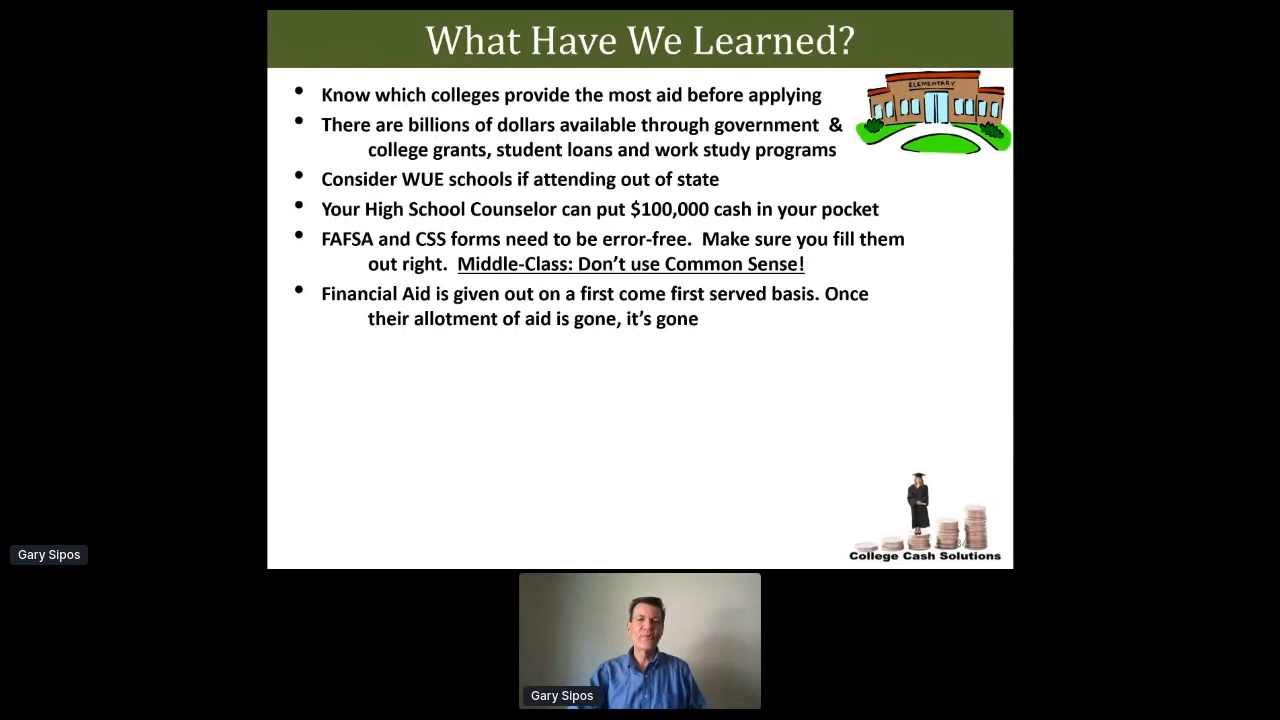 What Have We Learned?
ELEMENTARY
• Know which colleges provide the most aid before applying
• There are billions of dollars available through government &
college grants, student loans and work study programs
• Consider WUE schools if attending out of state
• Your High School Counselor can put $100,000 cash in your pocket
• FAFSA and CSS forms need to be error-free. Make sure you fill them
out right. Middle-Class: Don’t use Common Sense!
• Financial Aid is given out on a first come first served basis. Once
their allotment of aid is gone, it’s gone
College Cash Solutions
Gary Sipos
Gary Sipos